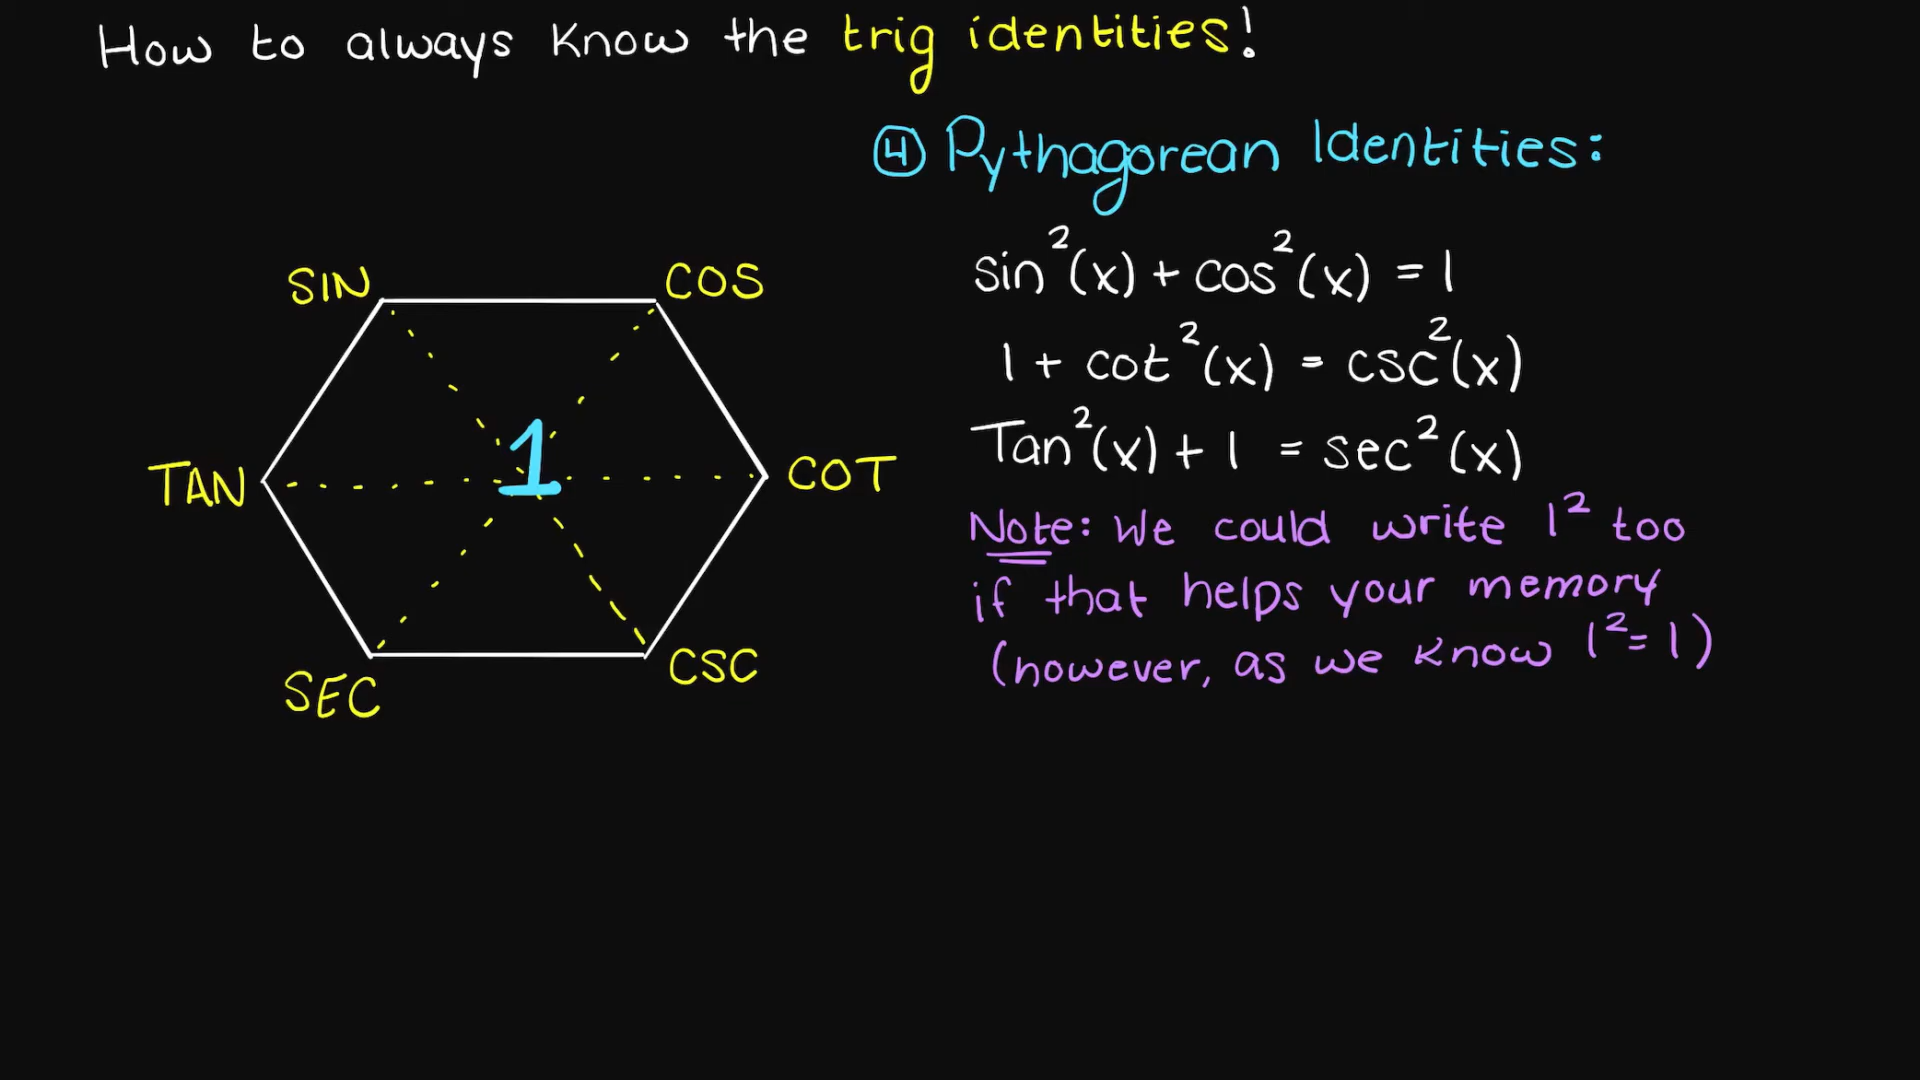 How to always know the trig identities!
④ Pythagorean Identities:
SIN
COS
sin²(x) + cos²(x) = 1
1 + cot²(x) = csc²(x)
1
Tan²(x) + 1 = sec²(x)
TAN
COT
Note: We could write 1² too
if that helps your memory
(however, as we know 1² = 1)
SEC
CSC